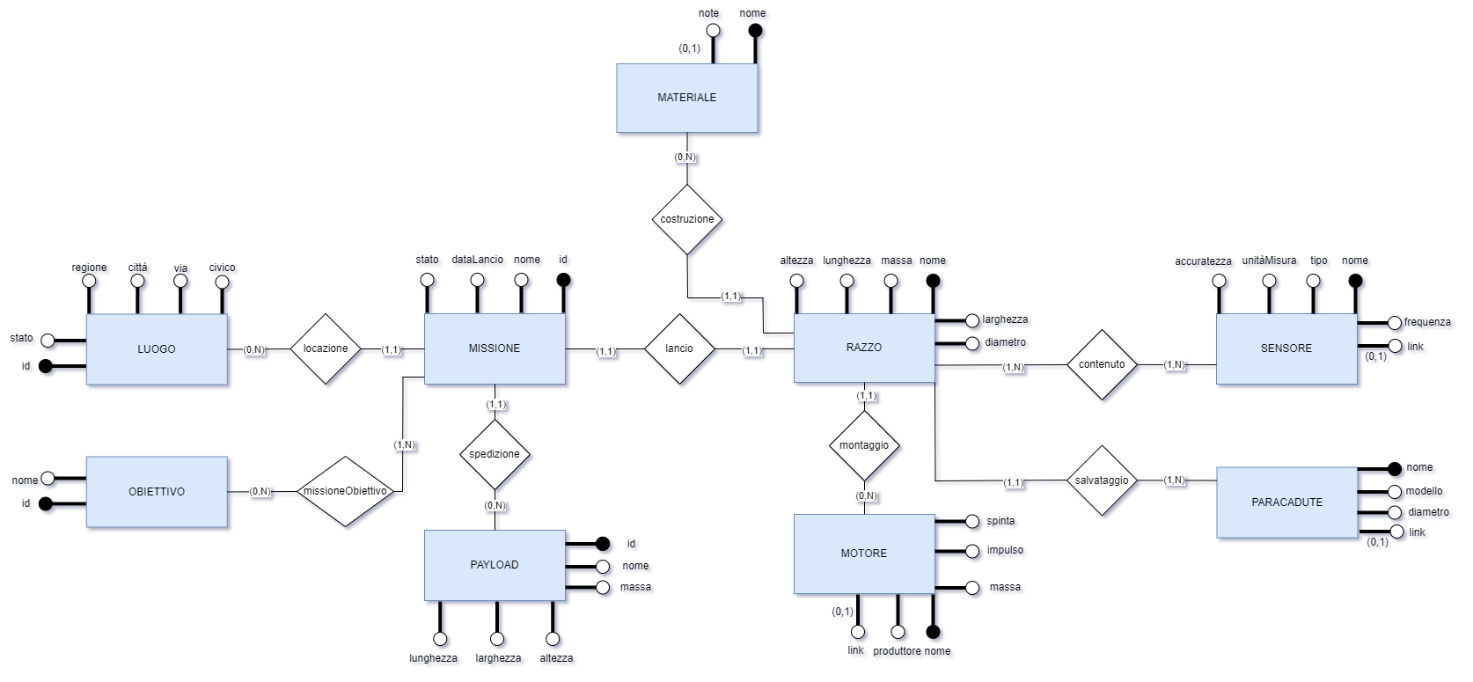 note nome
(0,1)
MATERIALE
(0,N)
costruzione
(1,1)
regione città via civico
stato
id
LUOGO
(0,N)
locazione
(1,1)
stato dataLancio nome id
MISSIONE
(1,1)
lancio
(1,1)
altezza lunghezza massa nome
larghezza
diametro
RAZZO
(1,N)
contenuto
(1,N)
accuratezza unitàMisura tipo nome
frequenza
link
(0,1)
SENSORE
nome
id
OBIETTIVO
(0,N)
missioneObiettivo
(1,N)
(1,1)
spedizione
(0,N)
PAYLOAD
id
nome
massa
lunghezza larghezza altezza
(1,1)
montaggio
(0,N)
MOTORE
spinta
impulso
massa
(0,1)
link produttore nome
(1,1)
salvataggio
(1,N)
PARACADUTE
nome
modello
diametro
link
(0,1)